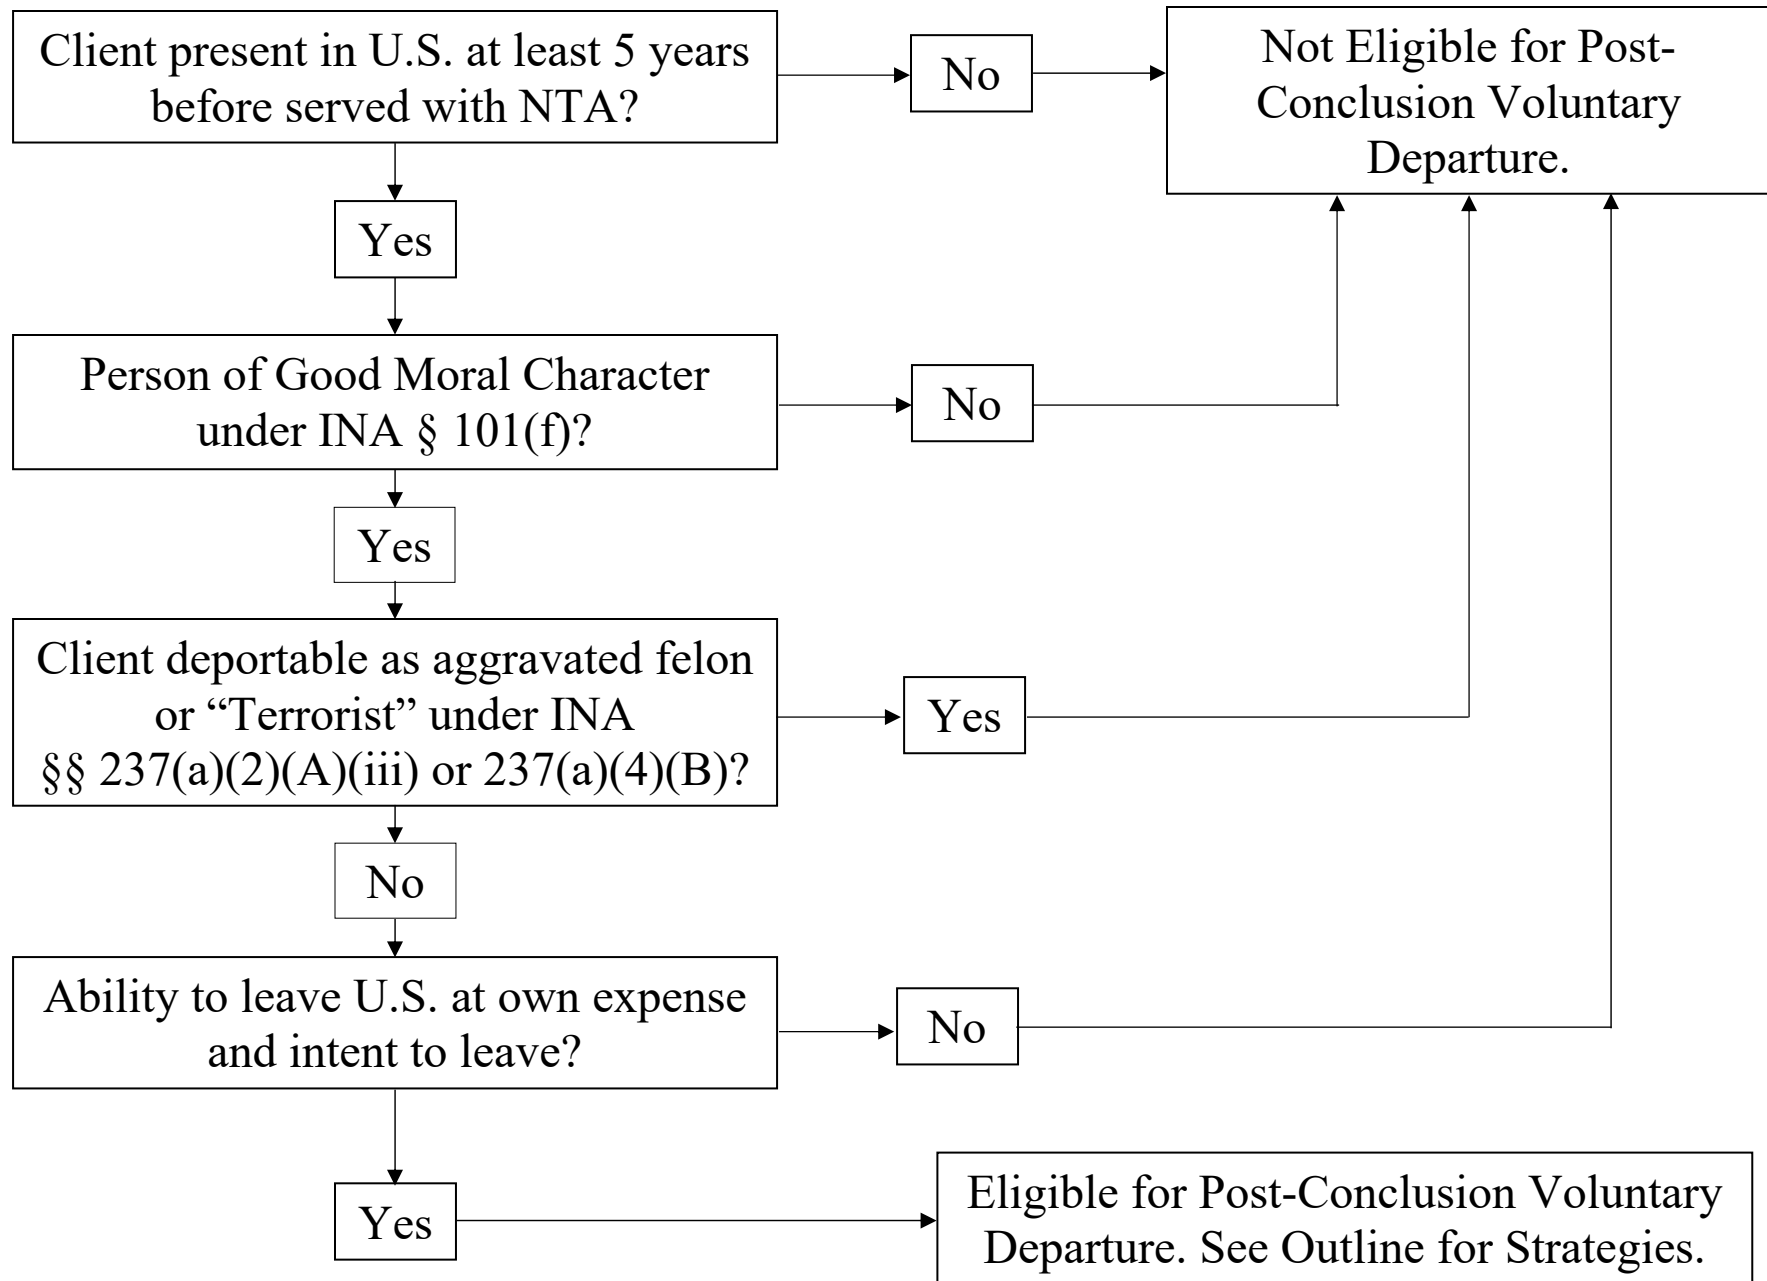 Client present in U.S. at least 5 years
before served with NTA?
No
Not Eligible for Post-
Conclusion Voluntary
Departure.
Yes
Person of Good Moral Character
under INA § 101(f)?
No
Yes
Client deportable as aggravated felon
or “Terrorist” under INA
§§ 237(a)(2)(A)(iii) or 237(a)(4)(B)?
Yes
No
Ability to leave U.S. at own expense
and intent to leave?
No
Yes
Eligible for Post-Conclusion Voluntary
Departure. See Outline for Strategies.